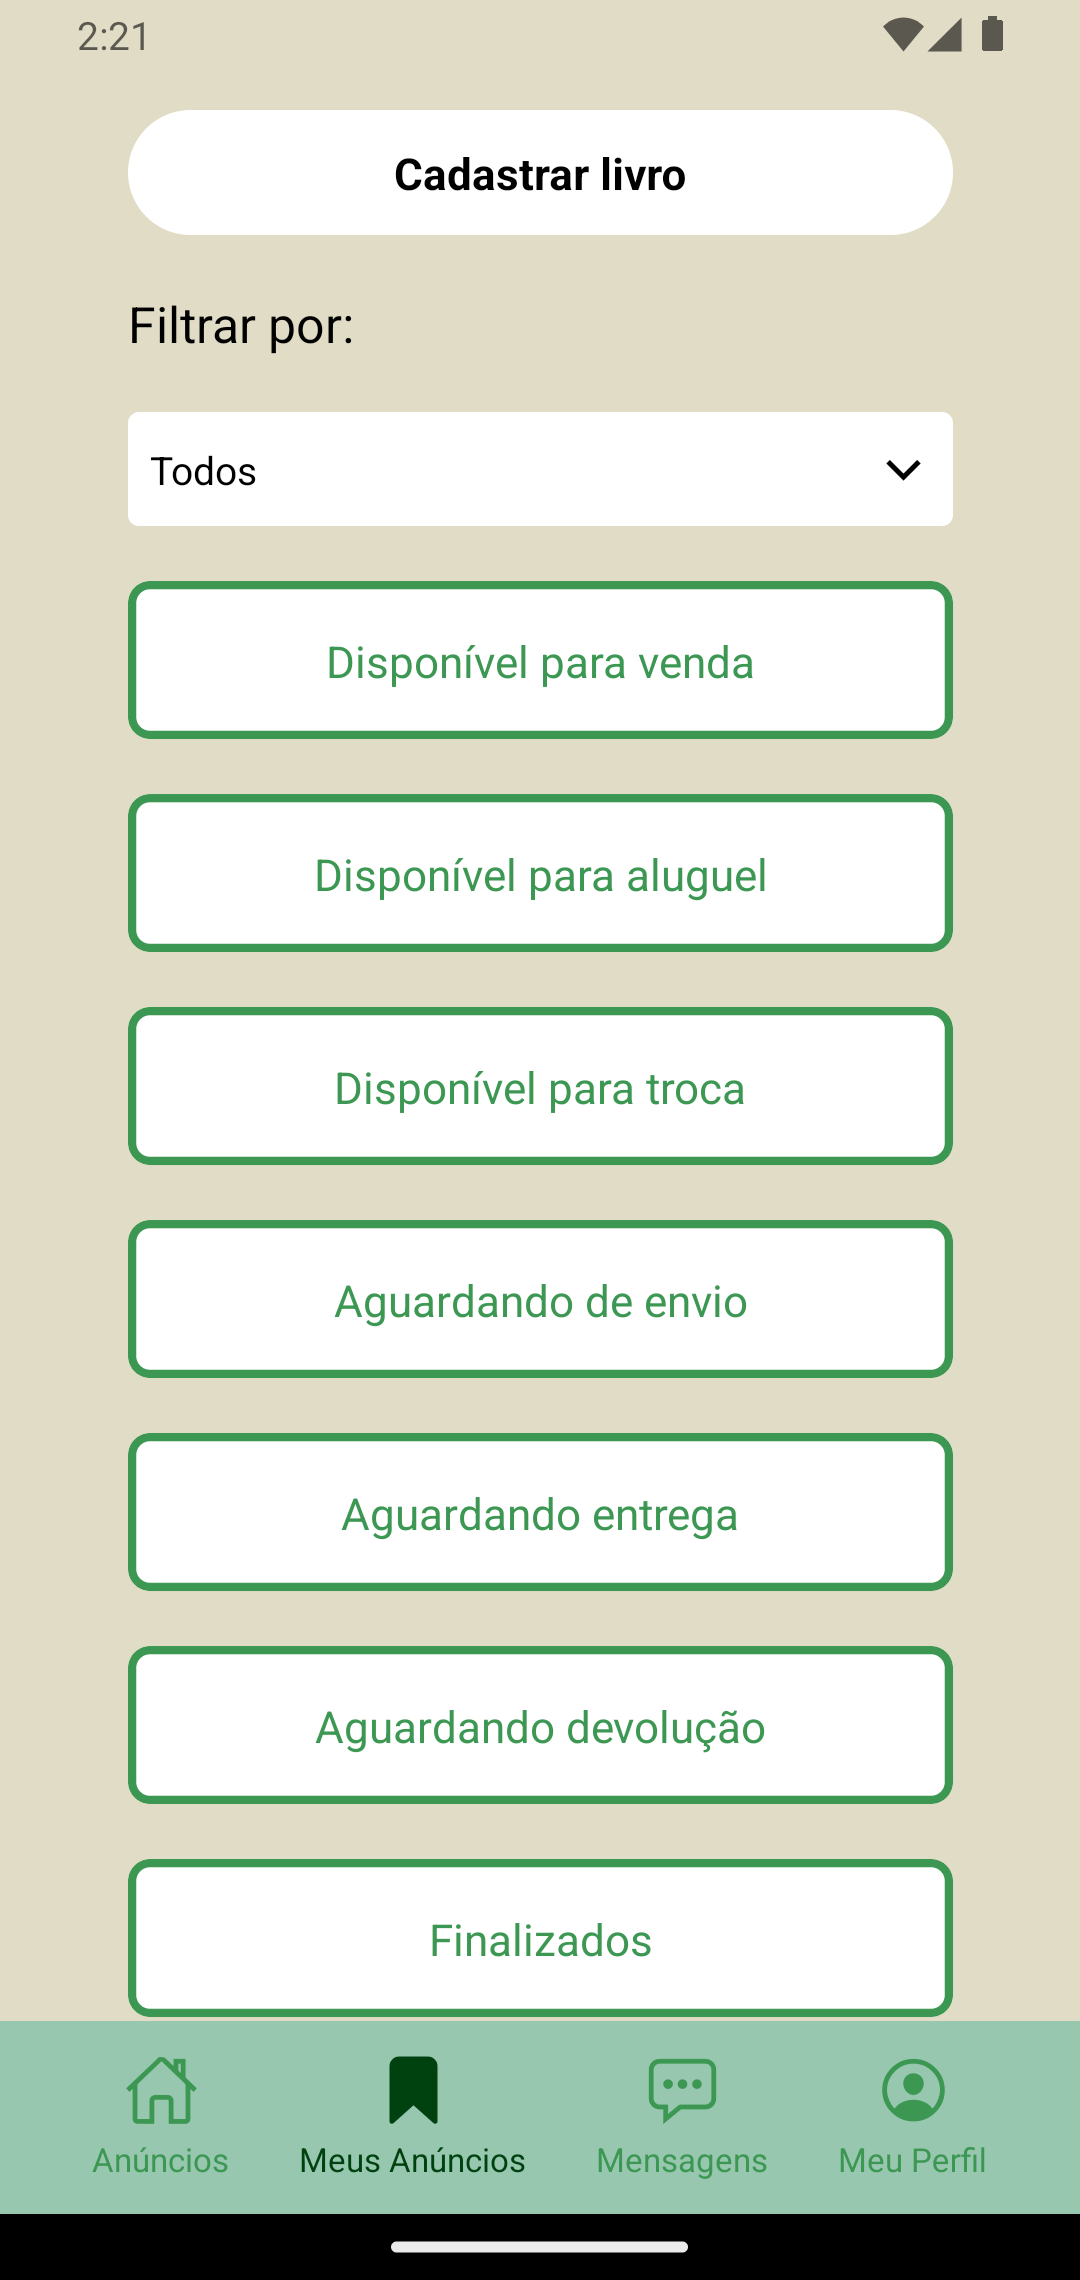 2:21
Cadastrar livro
Filtrar por:
Todos
Disponível para venda
Disponível para aluguel
Disponível para troca
Aguardando de envio
Aguardando entrega
Aguardando devolução
Finalizados
Anúncios
Meus Anúncios
Mensagens
Meu Perfil